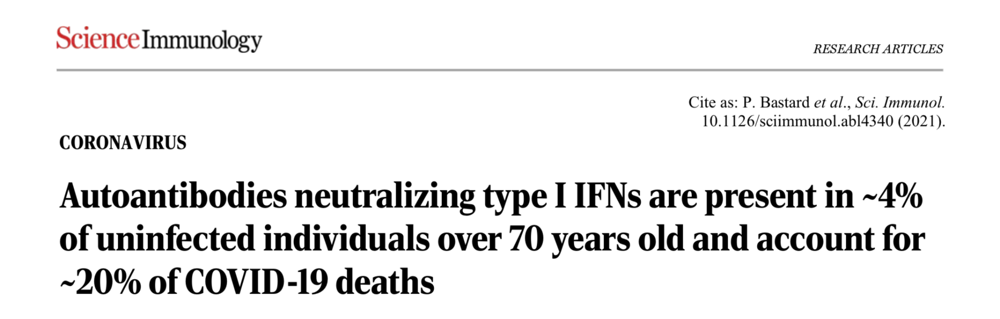 Science Immunology
RESEARCH ARTICLES
Cite as: P. Bastard et al., Sci. Immunol.
10.1126/sciimmunol.abl4340 (2021).
CORONAVIRUS
Autoantibodies neutralizing type I IFNs are present in ~4%
of uninfected individuals over 70 years old and account for
~20% of COVID-19 deaths